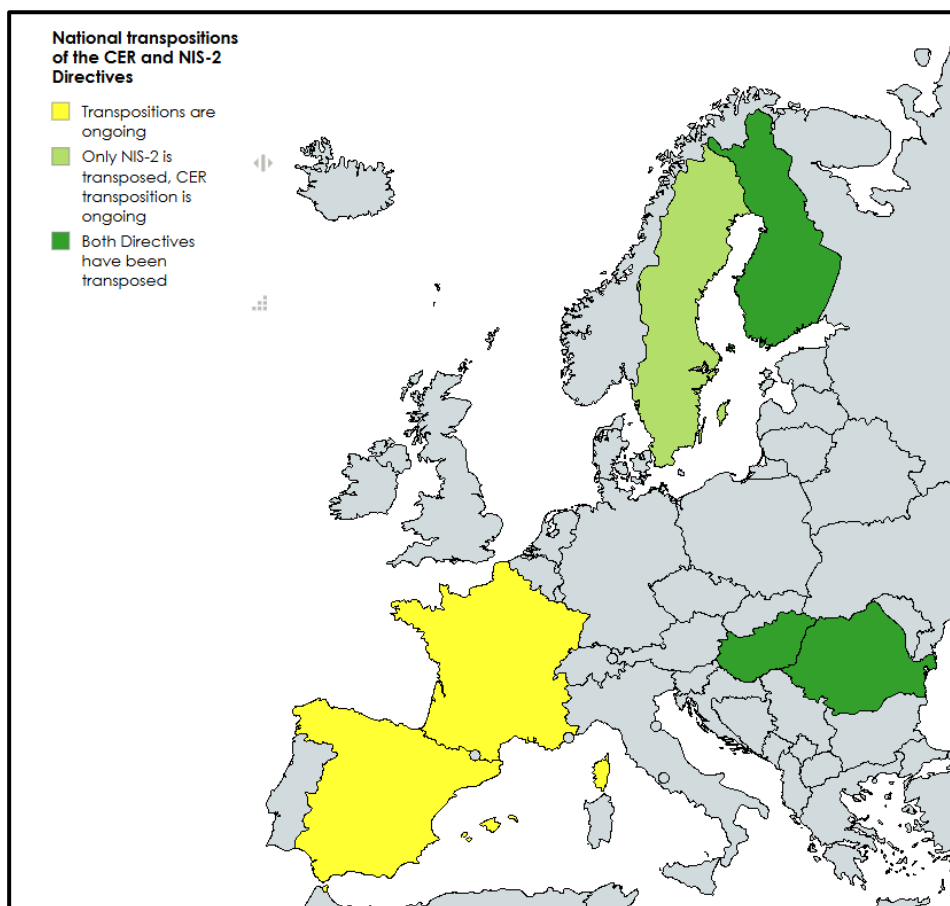 National transpositions
of the CER and NIS-2
Directives
Transpositions are
ongoing
Only NIS-2 is
transposed, CER
transition is
ongoing
Both Directives
have been
transposed